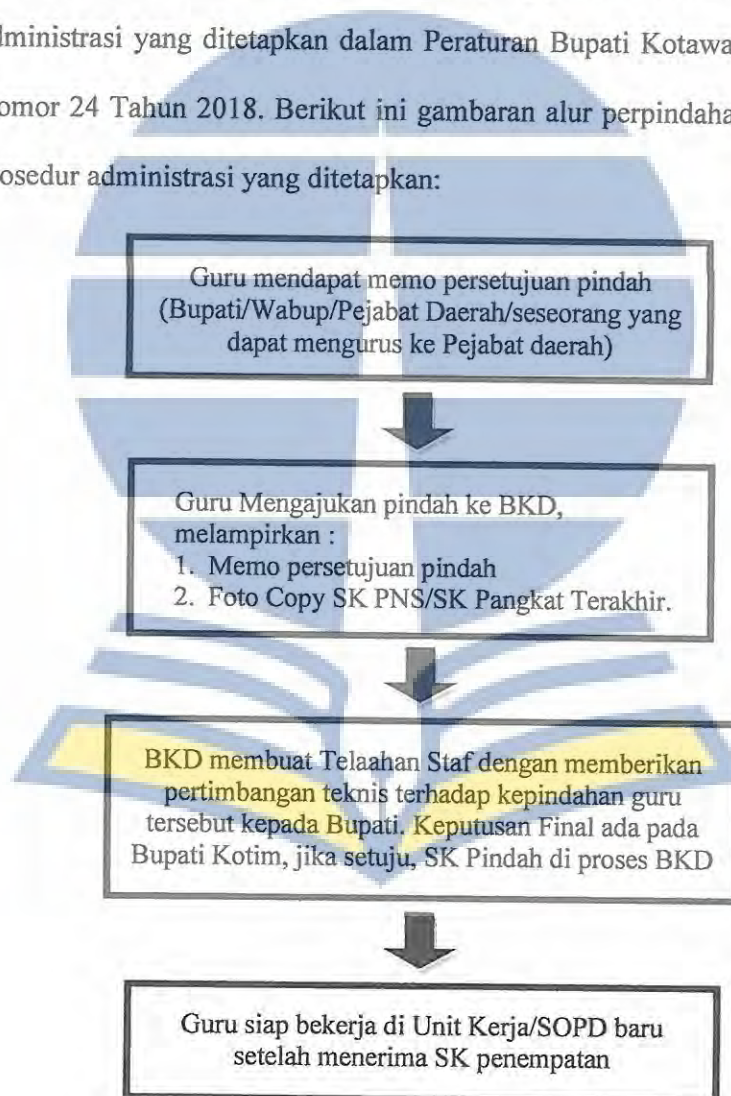 dministrasi yang ditetapkan dalam Peraturan Bupati Kotawa
omor 24 Tahun 2018. Berikut ini gambaran alur perpindaha
osedur administrasi yang ditetapkan:
Guru mendapat memo persetujuan pindah
(Bupati/Wabup/Pejabat Daerah/seseorang yang
dapat mengurus ke Pejabat daerah)
Guru Mengajukan pindah ke BKD,
melampirkan :
1. Memo persetujuan pindah
2. Foto Copy SK PNS/SK Pangkat Terakhir.
BKD membuat Telaahan Staf dengan memberikan
pertimbangan teknis terhadap kepindahan guru
tersebut kepada Bupati. Keputusan Final ada pada
Bupati Kotim, jika setuju, SK Pindah di proses BKD
Guru siap bekerja di Unit Kerja/SOPD baru
setelah menerima SK penempatan